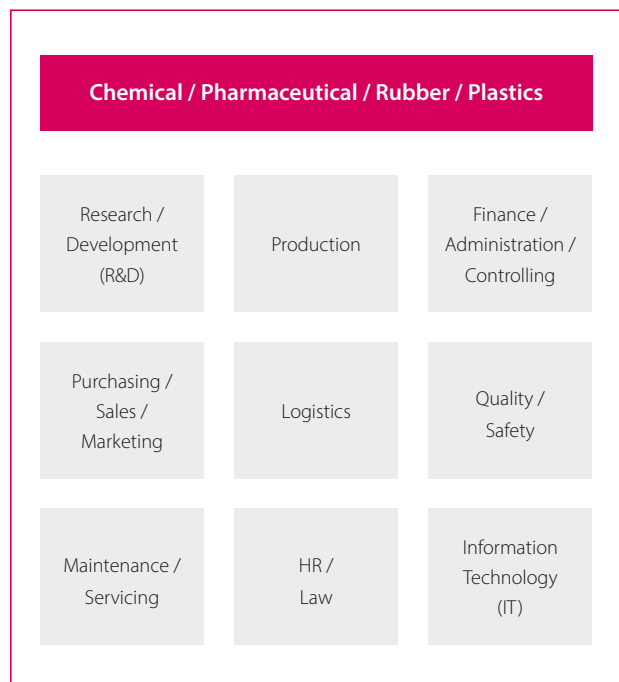 Chemical / Pharmaceutical / Rubber / Plastics
Research /
Development
(R&D)
Production
Finance /
Administration /
Controlling
Purchasing /
Sales /
Marketing
Logistics
Quality /
Safety
Maintenance /
Servicing
HR /
Law
Information
Technology
(IT)